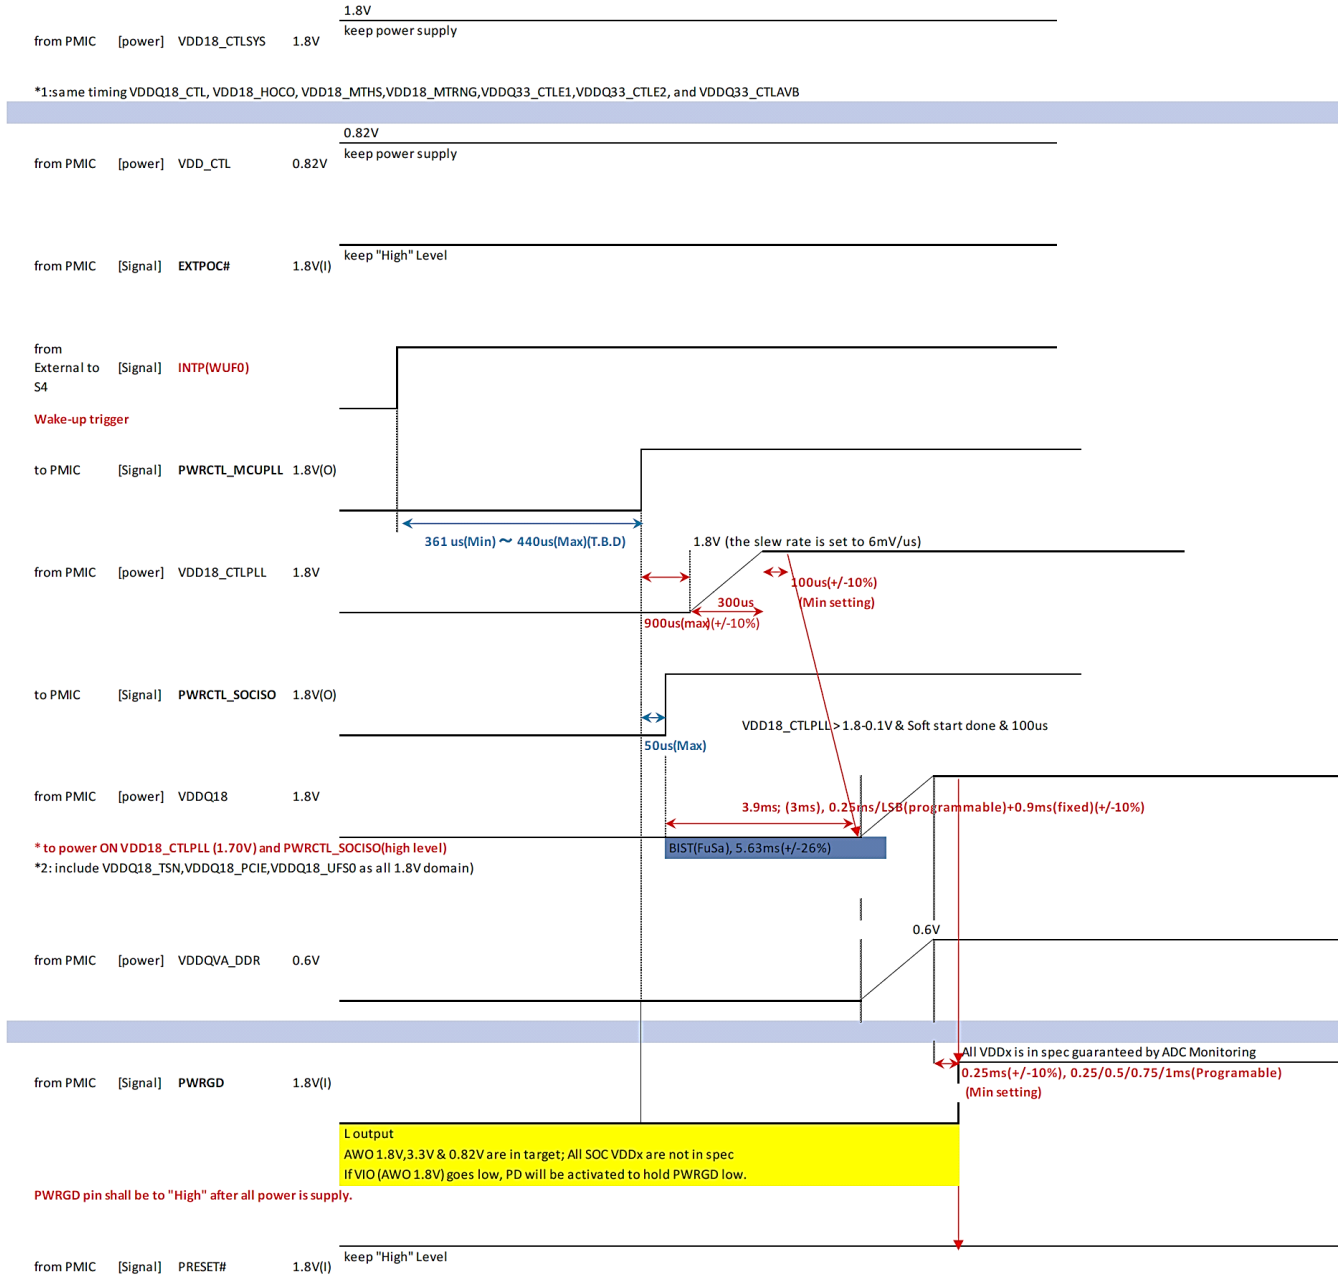 1.8V
keep power supply
from PMIC [power] VDD18_CTLSYS 1.8V
*1:same timing VDDQ18_CTL, VDD18_HOCO, VDD18_MTHS,VDD18_MTRNG,VDDQ33_CTLE1,VDDQ33_CTLE2, and VDDQ33_CTLAVB
0.82V
keep power supply
from PMIC [power] VDD_CTL 0.82V
keep "High" Level
from PMIC [Signal] EXTPOC# 1.8V(I)
from
External to [Signal] INTP(WUF0)
S4
Wake-up trigger
to PMIC [Signal] PWRCTL_MCUPLL 1.8V(O)
361 us(Min) ～ 440us(Max)(T.B.D)
1.8V (the slew rate is set to 6mV/us)
from PMIC [power] VDD18_CTLPLL 1.8V
100us(+/-10%)
300us (Min setting)
900us(max)(+/-10%)
to PMIC [Signal] PWRCTL_SOCISO 1.8V(O)
VDD18_CTLPLL > 1.8-0.1V & Soft start done & 100us
50us(Max)
from PMIC [power] VDDQ18 1.8V
3.9ms; (3ms), 0.25ms/LSB(programmable)+0.9ms(fixed)(+/-10%)
* to power ON VDD18_CTLPLL (1.70V) and PWRCTL_SOCISO(high level)
BIST(FuSa), 5.63ms(+/-26%)
*2: include VDDQ18_TSN,VDDQ18_PCIE,VDDQ18_UFS0 as all 1.8V domain)
0.6V
from PMIC [power] VDDQVA_DDR 0.6V
All VDDx is in spec guaranteed by ADC Monitoring
0.25ms(+/-10%), 0.25/0.5/0.75/1ms(Programable)
from PMIC [Signal] PWRGD 1.8V(I)
(Min setting)
L output
AWO 1.8V,3.3V & 0.82V are in target; All SOC VDDx are not in spec
If VIO (AWO 1.8V) goes low, PD will be activated to hold PWRGD low.
PWRGD pin shall be to "High" after all power is supply.
keep "High" Level
from PMIC [Signal] PRESET# 1.8V(I)